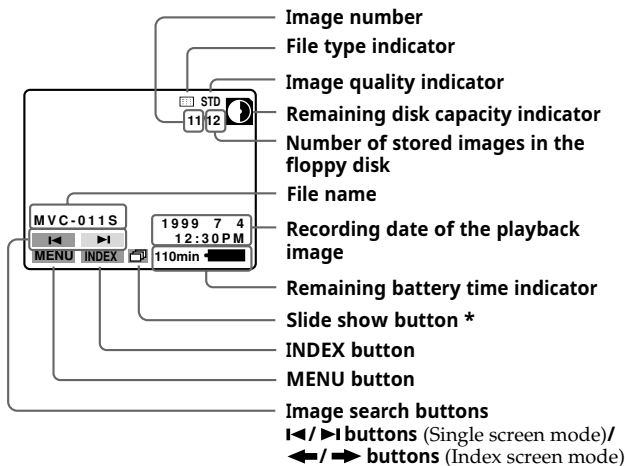 Image number
File type indicator
Image quality indicator
Remaining disk capacity indicator
Number of stored images in the
floppy disk
File name
Recording date of the playback
image
Remaining battery time indicator
Slide show button *
INDEX button
MENU button
Image search buttons
I◄/►I buttons (Single screen mode)/
←/→ buttons (Index screen mode)
STD
11 12
MVC-011S
1999 7 4
12:30PM
I◄ ►I
MENU INDEX 110min